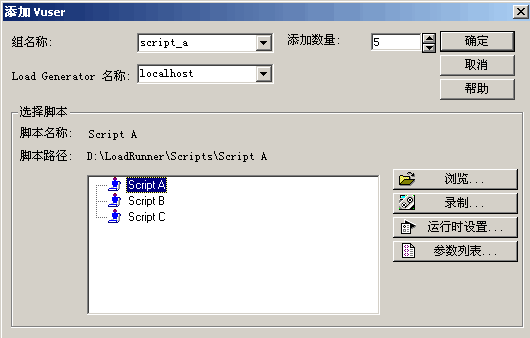 添加 Vuser
组名称: script_a 添加数量: 5 确定
取消
Load Generator 名称: localhost
帮助
选择脚本
脚本名称: Script A
脚本路径: D:\LoadRunner\Scripts\Script A
Script A
Script B
Script C
浏览...
录制...
运行时设置...
参数列表...